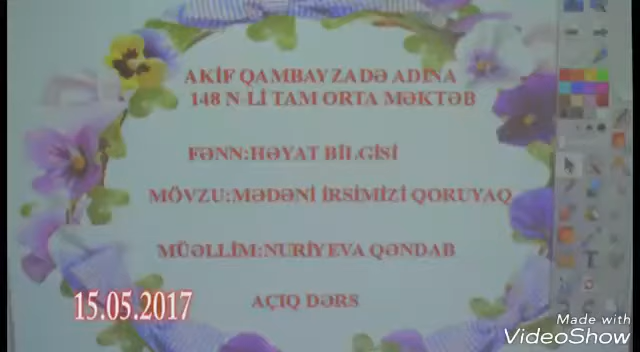 AKİF QAMBAYZADƏ ADINA
148 N-Lİ TAM ORTA MƏKTƏB
FƏNN:HƏYAT BİLGİSİ
MÖVZU:MƏDƏNİ İRSİMİZİ QORUYAQ
MÜƏLLİM:NURİYEVA QƏNDAB
AÇIQ DƏRS
15.05.2017
Made with
VideoShow